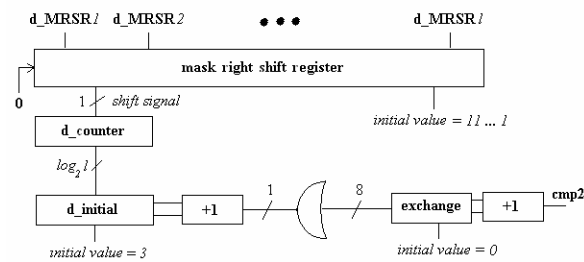 d_MRSR1 d_MRSR2 ••• d_MRSRl
mask right shift register
0
1 shift signal
initial value = 11 ... 1
d_counter
log2 l
1 8 cmp2
d_initial +1 exchange +1
initial value = 3 initial value = 0